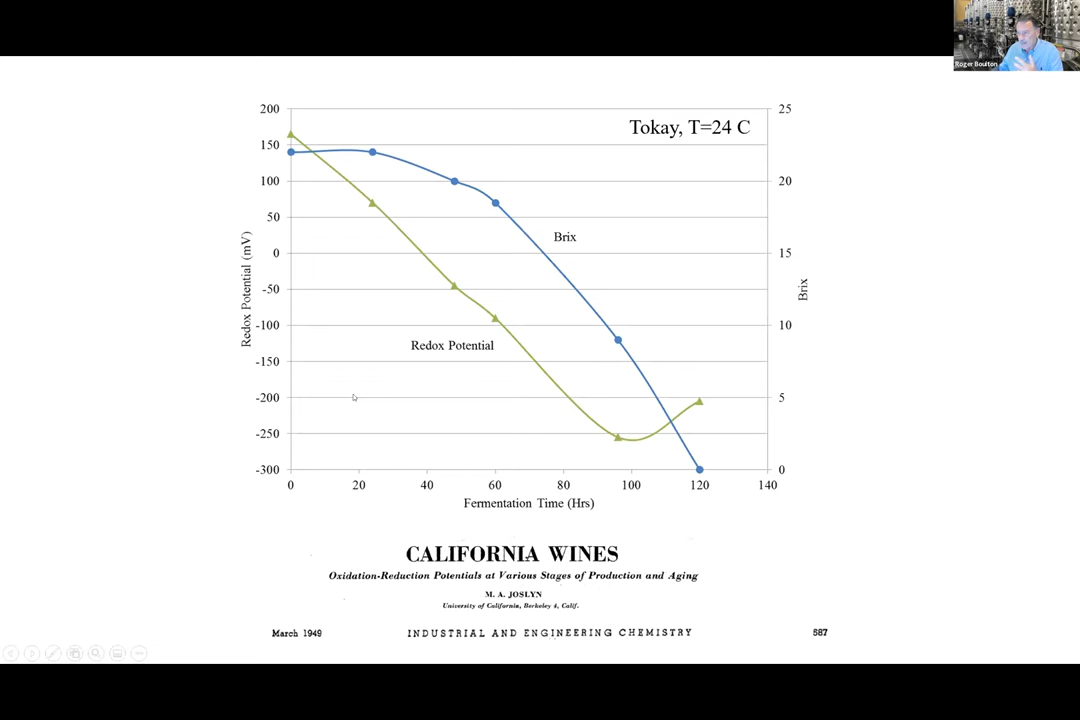 Roger Boulton
Tokay, T=24 C
200
150
100
50
0
-50
-100
-150
-200
-250
-300
Redox Potential (mV)
25
20
15
10
5
0
Brix
Brix
Redox Potential
0 20 40 60 80 100 120 140
Fermentation Time (Hrs)
CALIFORNIA WINES
Oxidation-Reduction Potentials at Various Stages of Production and Aging
M. A. JOSLYN
University of California, Berkeley 4, Calif.
March 1949 INDUSTRIAL AND ENGINEERING CHEMISTRY 587